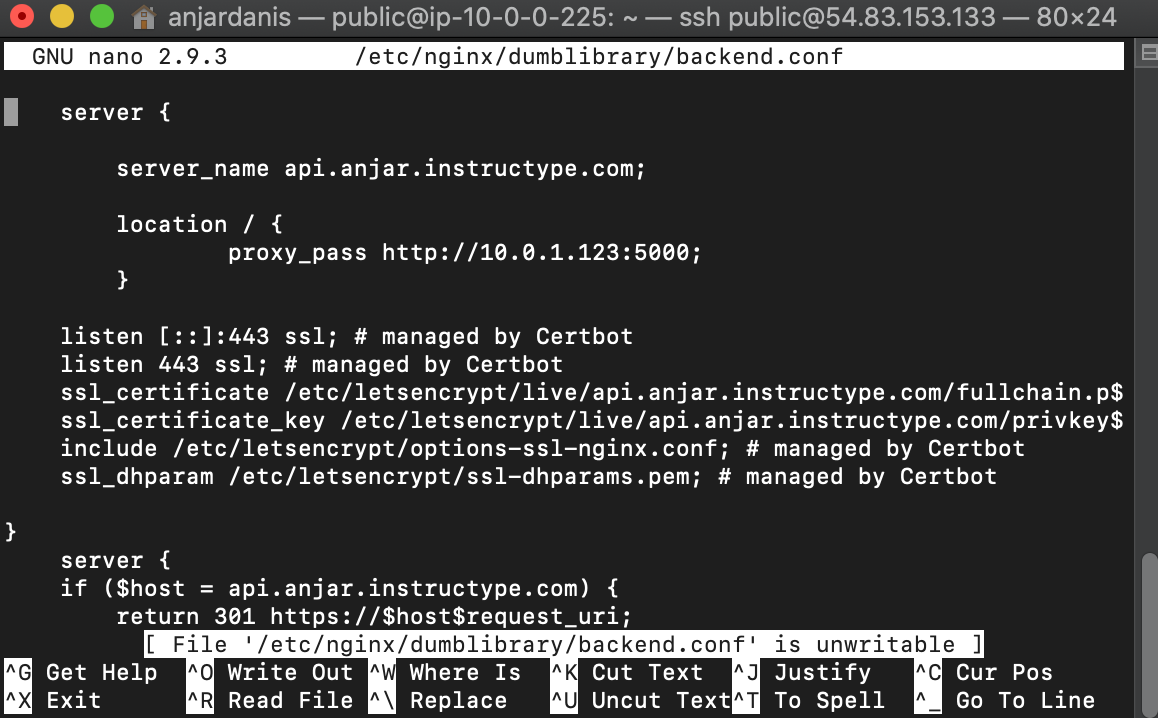 anjardanis — public@ip-10-0-0-225: ~ — ssh public@54.83.153.133 — 80×24
GNU nano 2.9.3 /etc/nginx/dumblibrary/backend.conf
server {
server_name api.anjar.instructype.com;
location / {
proxy_pass http://10.0.1.123:5000;
}
listen [::]:443 ssl; # managed by Certbot
listen 443 ssl; # managed by Certbot
ssl_certificate /etc/letsencrypt/live/api.anjar.instructype.com/fullchain.p$
ssl_certificate_key /etc/letsencrypt/live/api.anjar.instructype.com/privkey$
include /etc/letsencrypt/options-ssl-nginx.conf; # managed by Certbot
ssl_dhparam /etc/letsencrypt/ssl-dhparams.pem; # managed by Certbot
}
server {
if ($host = api.anjar.instructype.com) {
return 301 https://$host$request_uri;
[ File '/etc/nginx/dumblibrary/backend.conf' is unwritable ]
^G Get Help ^O Write Out ^W Where Is ^K Cut Text ^J Justify ^C Cur Pos
^X Exit ^R Read File ^\ Replace ^U Uncut Text ^T To Spell ^_ Go To Line